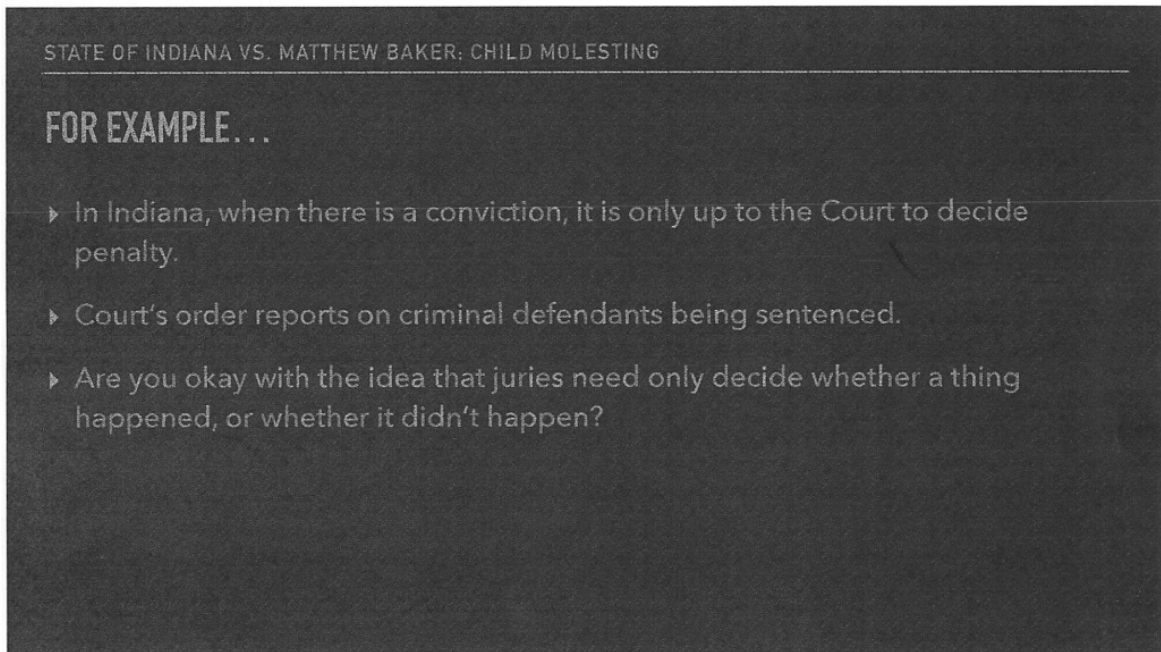 STATE OF INDIANA VS. MATTHEW BAKER: CHILD MOLESTING
FOR EXAMPLE...
▸ In Indiana, when there is a conviction, it is only up to the Court to decide
penalty.
▸ Court's order reports on criminal defendants being sentenced.
▸ Are you okay with the idea that juries need only decide whether a thing
happened, or whether it didn't happen?